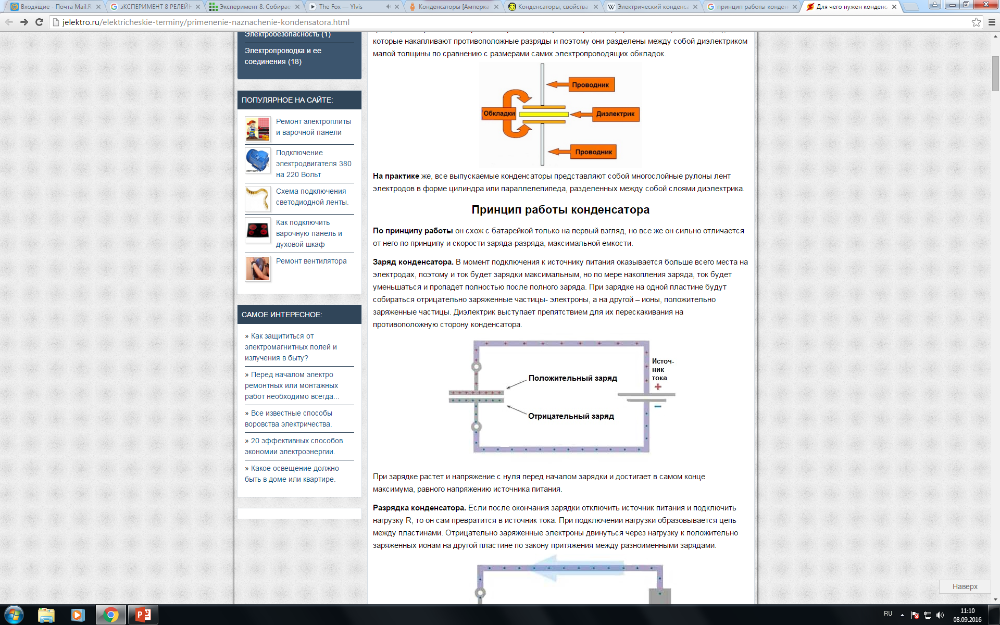 Входящие - Почта Mail.R
эКСПЕРИМЕНТ 8 РЕЛЕЙН
Эксперимент 8. Собирае
The Fox — Ylvis
Конденсаторы [Амперка
Конденсаторы, свойства
Электрический конденса
принцип работы конден
Для чего нужен конденс
jelektro.ru/elektricheskie-terminy/primenenie-naznachenie-kondensatora.html
Электробезопасность (1)
Электропроводка и ее
соединения (18)
ПОПУЛЯРНОЕ НА САЙТЕ:
Ремонт электроплиты
и варочной панели
Подключение
электродвигателя 380
на 220 Вольт
Схема подключения
светодиодной ленты.
Как подключить
варочную панель и
духовой шкаф
Ремонт вентилятора
САМОЕ ИНТЕРЕСНОЕ:
» Как защититься от
электромагнитных полей и
излучения в быту?
» Перед началом электро
ремонтных или монтажных
работ необходимо всегда...
» Все известные способы
воровства электричества.
» 20 эффективных способов
экономии электроэнергии.
» Какое освещение должно
быть в доме или квартире.
которые накапливают противоположные разряды и поэтому они разделены между собой диэлектриком
малой толщины по сравнению с размерами самих электропроводящих обкладок.
Проводник
Обкладки
Диэлектрик
Проводник
На практике же, все выпускаемые конденсаторы представляют собой многослойные рулоны лент
электродов в форме цилиндра или параллелепипеда, разделенных между собой слоями диэлектрика.
Принцип работы конденсатора
По принципу работы он схож с батарейкой только на первый взгляд, но все же он сильно отличается
от него по принципу и скорости заряда-разряда, максимальной емкости.
Заряд конденсатора. В момент подключения к источнику питания оказывается больше всего места на
электродах, поэтому и ток будет зарядки максимальным, но по мере накопления заряда, ток будет
уменьшаться и пропадет полностью после полного заряда. При зарядке на одной пластине будут
собираться отрицательно заряженные частицы- электроны, а на другой – ионы, положительно
заряженные частицы. Диэлектрик выступает препятствием для их перескакивания на
противоположную сторону конденсатора.
Источ-
ник
тока
+
Положительный заряд
Отрицательный заряд
−
При зарядке растет и напряжение с нуля перед началом зарядки и достигает в самом конце
максимума, равного напряжению источника питания.
Разрядка конденсатора. Если после окончания зарядки отключить источник питания и подключить
нагрузку R, то он сам превратится в источник тока. При подключении нагрузки образовывается цепь
между пластинами. Отрицательно заряженные электроны двинуться через нагрузку к положительно
заряженных ионам на другой пластине по закону притяжения между разноименными зарядами.
Наверх
RU
11:10
08.09.2016